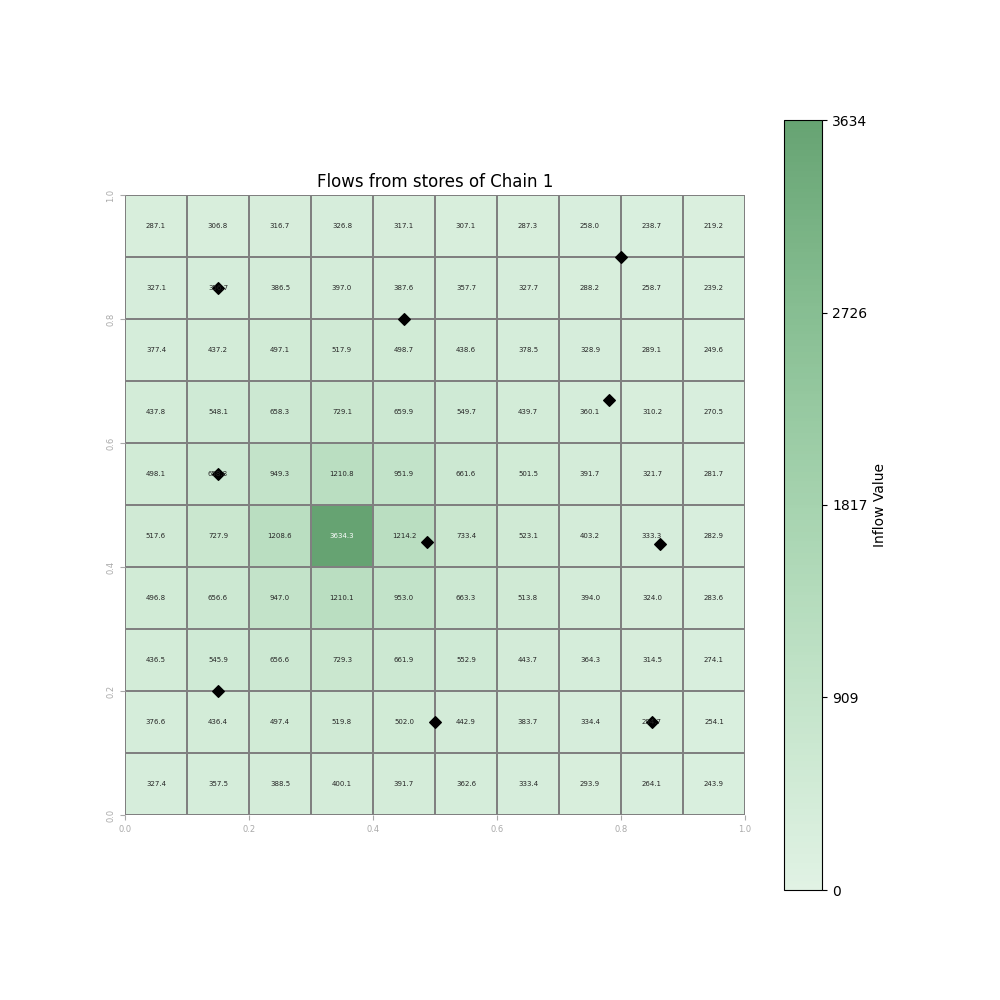 Flows from stores of Chain 1
1.0
287.1 306.8 316.7 326.8 317.1 307.1 287.3 258.0 238.7 219.2
327.1 386.5 397.0 387.6 357.7 327.7 288.2 258.7 239.2
0.8
377.4 437.2 497.1 517.9 498.7 438.6 378.5 328.9 289.1 249.6
437.8 548.1 658.3 729.1 659.9 549.7 439.7 360.1 310.2 270.5
0.6
498.1 949.3 1210.8 951.9 661.6 501.5 391.7 321.7 281.7
517.6 727.9 1208.6 3634.3 1214.2 733.4 523.1 403.2 333.3 282.9
0.4
496.8 656.6 947.0 1210.1 953.0 663.3 513.8 394.0 324.0 283.6
436.5 545.9 656.6 729.3 661.9 552.9 443.7 364.3 314.5 274.1
0.2
376.6 436.4 497.4 519.8 502.0 442.9 383.7 334.4 254.1
327.4 357.5 388.5 400.1 391.7 362.6 333.4 293.9 264.1 243.9
0.0
0.0 0.2 0.4 0.6 0.8 1.0
3634
2726
1817
909
0
Inflow Value